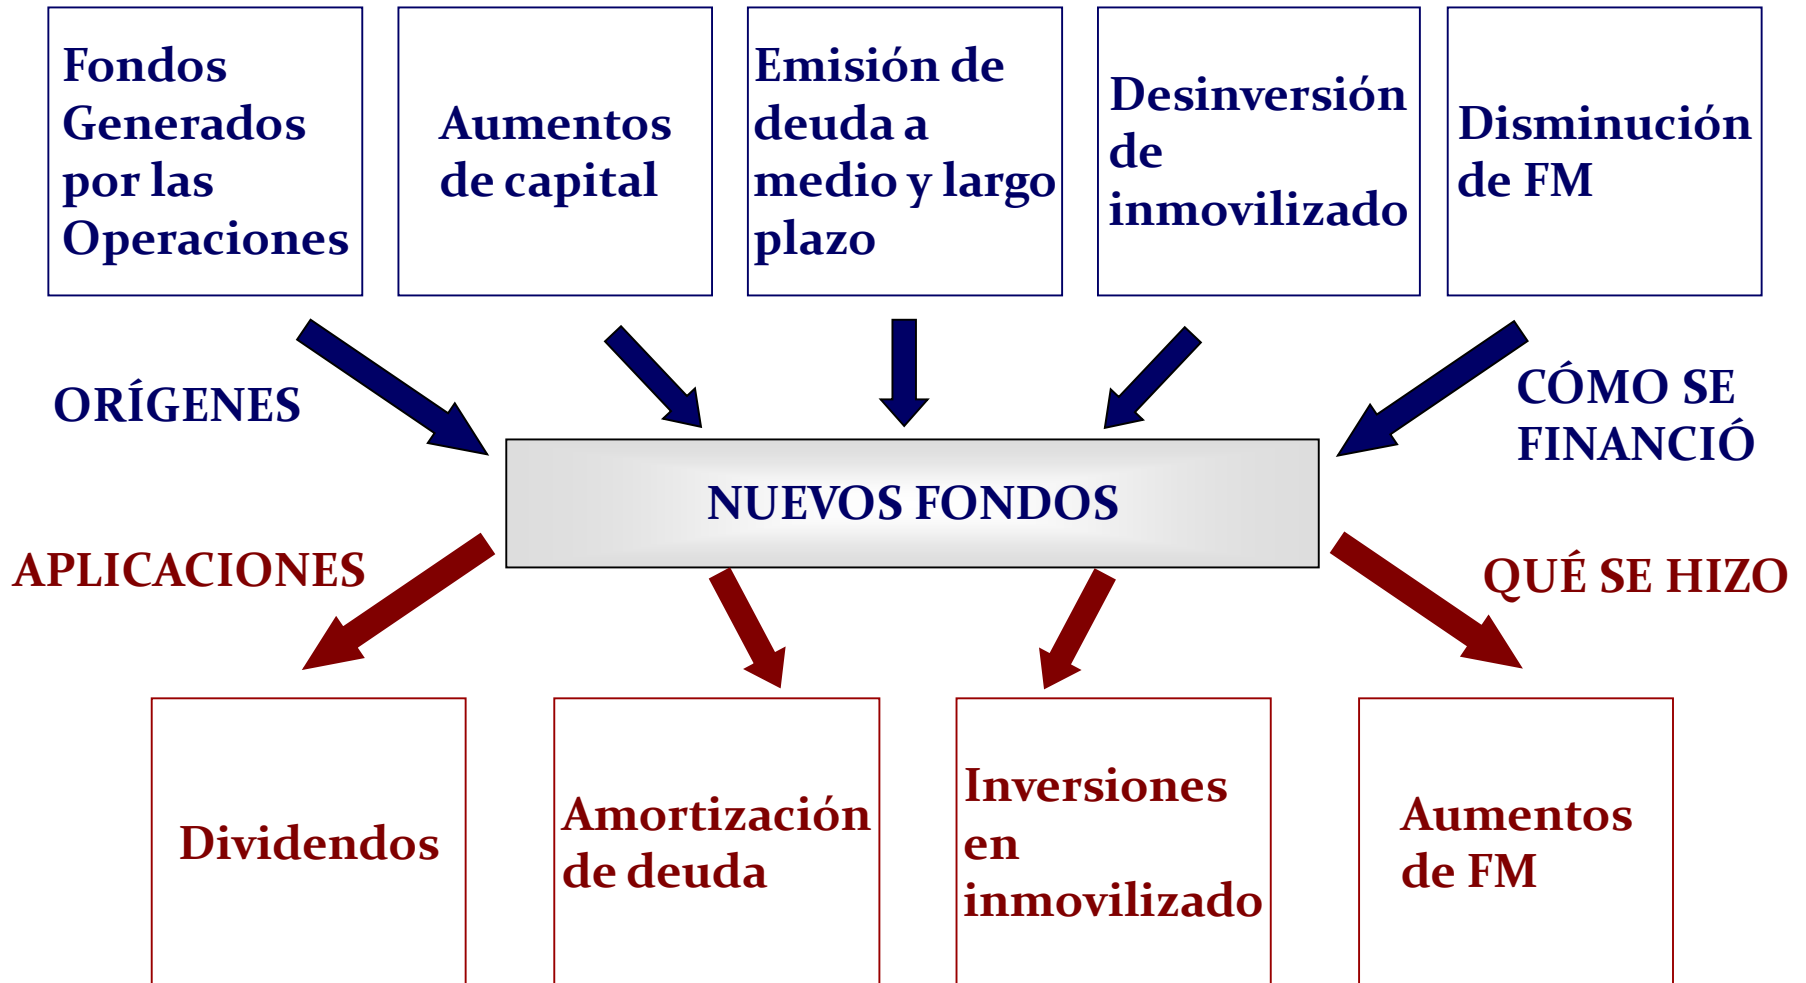 Fondos
Generados
por las
Operaciones
Aumentos
de capital
Emisión de
deuda a
medio y largo
plazo
Desinversión
de
inmovilizado
Disminución
de FM
ORÍGENES
CÓMO SE
FINANCIÓ
NUEVOS FONDOS
APLICACIONES
QUÉ SE HIZO
Dividendos
Amortización
de deuda
Inversiones
en
inmovilizado
Aumentos
de FM